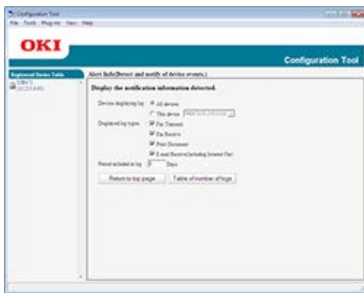 Configuration Tool
File Tools Plug-ins View Help
OKI
Configuration Tool
Registered Device Table
Alert Info(Detect and notify of device events.)
Display the notification information detected.
Device displaying log
All devices
This device
Displayed log types
Fax Transmit
Fax Receive
Print Document
E-mail Receive(including Internet Fax)
Period included in log
Days
Return to top page
Table of number of logs